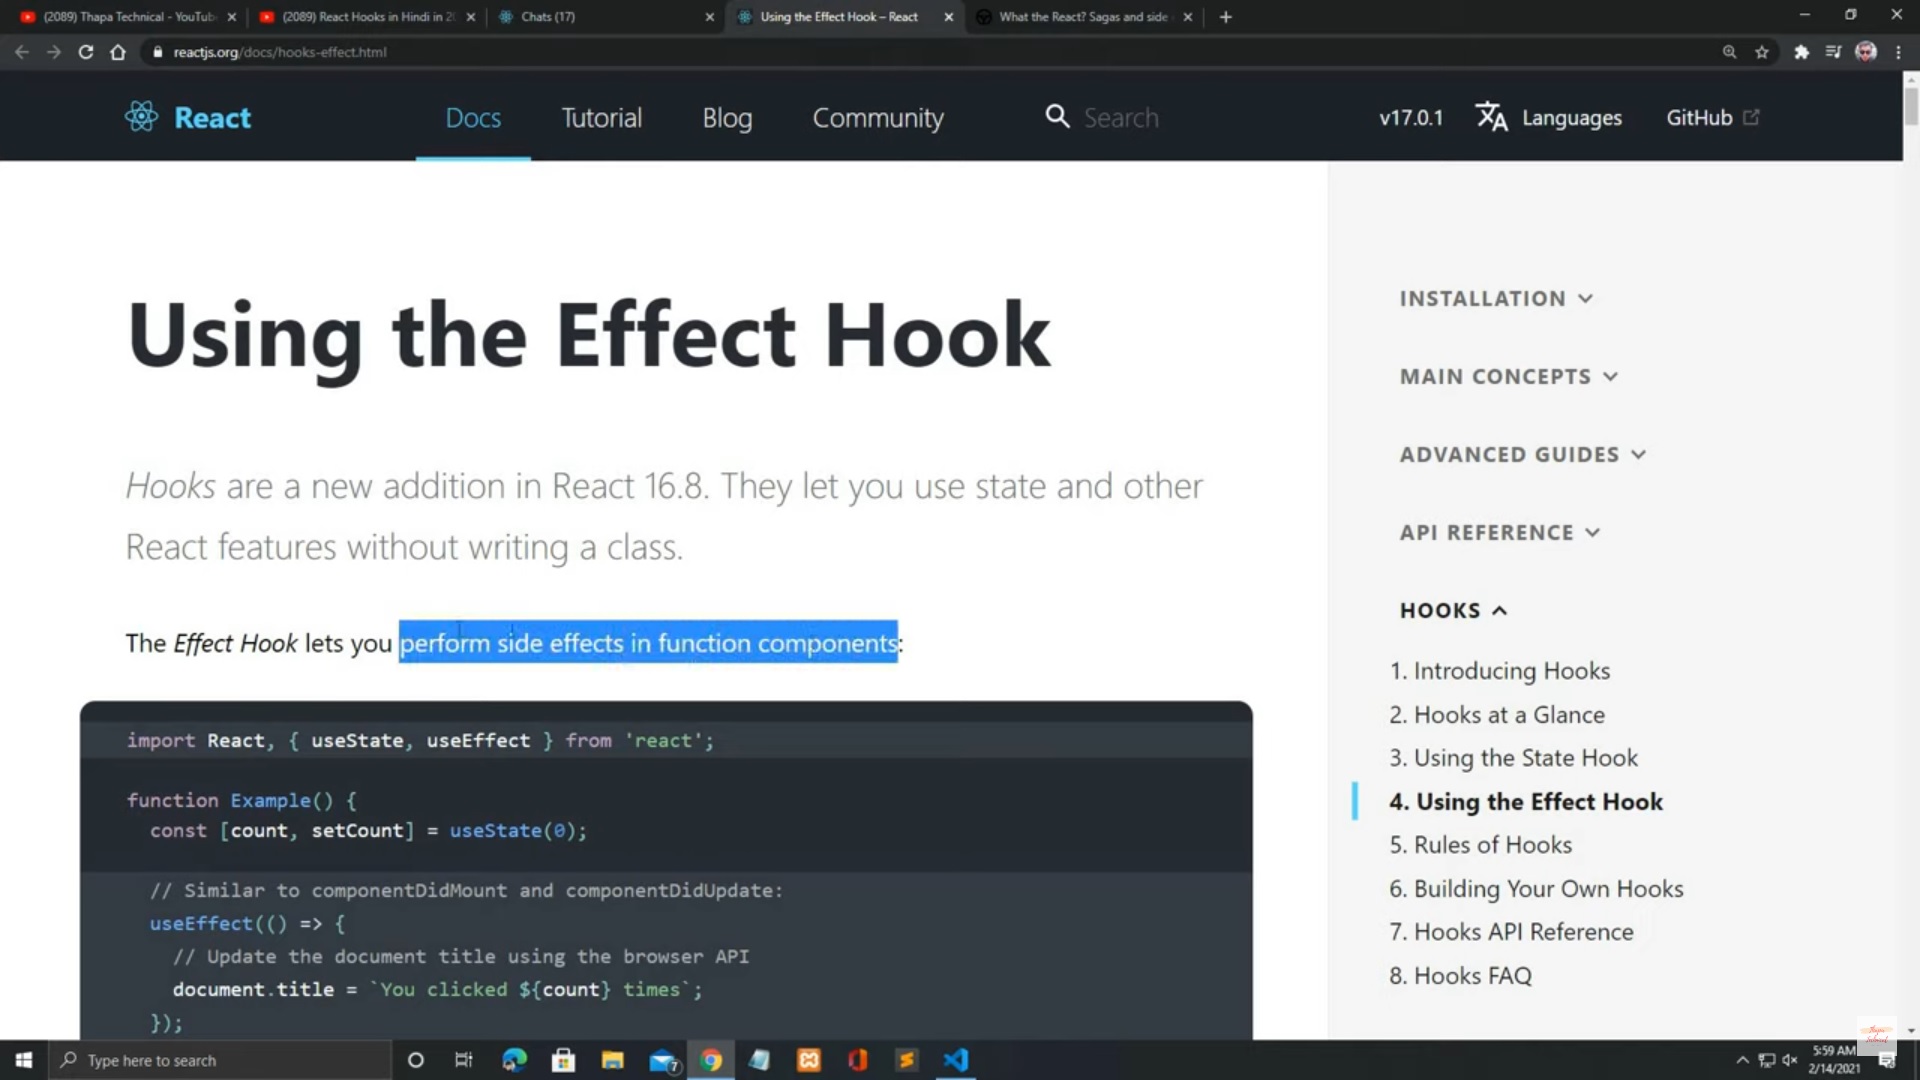 (2089) Thapa Technical - YouTub
(2089) React Hooks in Hindi in 2
Chats (17)
Using the Effect Hook – React
What the React? Sagas and side
reactjs.org/docs/hooks-effect.html
React
Docs
Tutorial
Blog
Community
Search
v17.0.1
Languages
GitHub
Using the Effect Hook
Hooks are a new addition in React 16.8. They let you use state and other
React features without writing a class.
The Effect Hook lets you perform side effects in function components:
import React, { useState, useEffect } from 'react';
function Example() {
const [count, setCount] = useState(0);
// Similar to componentDidMount and componentDidUpdate:
useEffect(() => {
// Update the document title using the browser API
document.title = `You clicked ${count} times`;
});
INSTALLATION
MAIN CONCEPTS
ADVANCED GUIDES
API REFERENCE
HOOKS
1. Introducing Hooks
2. Hooks at a Glance
3. Using the State Hook
4. Using the Effect Hook
5. Rules of Hooks
6. Building Your Own Hooks
7. Hooks API Reference
8. Hooks FAQ
Type here to search
7
5:59 AM
2/14/2021